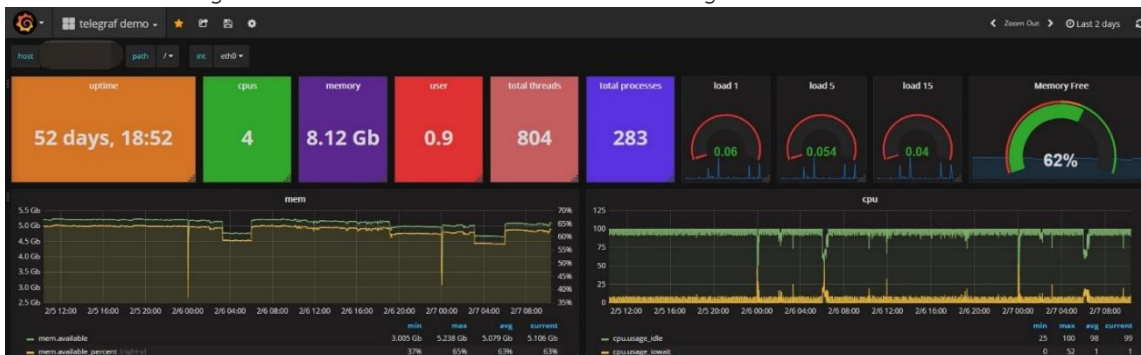 telegraf demo
Zoom Out
Last 2 days
host
path / int eth0
uptime
52 days, 18:52
cpus
4
memory
8.12 Gb
user
0.9
total threads
804
total processes
283
load 1
0.06
load 5
0.054
load 15
0.04
Memory Free
62%
mem
5.5 Gb
5.0 Gb
4.5 Gb
4.0 Gb
3.5 Gb
3.0 Gb
2.5 Gb
70%
65%
60%
55%
50%
45%
40%
35%
2/5 12:00 2/5 16:00 2/5 20:00 2/6 00:00 2/6 04:00 2/6 08:00 2/6 12:00 2/6 16:00 2/6 20:00 2/7 00:00 2/7 04:00 2/7 08:00
min max avg current
mem.available 3.005 Gb 5.238 Gb 5.079 Gb 5.106 Gb
mem.available_percent 37% 65% 63% 63%
cpu
125
100
75
50
25
0
2/5 12:00 2/5 16:00 2/5 20:00 2/6 00:00 2/6 04:00 2/6 08:00 2/6 12:00 2/6 16:00 2/6 20:00 2/7 00:00 2/7 04:00 2/7 08:00
min max avg current
cpu.usage_idle 25 100 98 99
cpu.usage_iowait 0 52 1 1